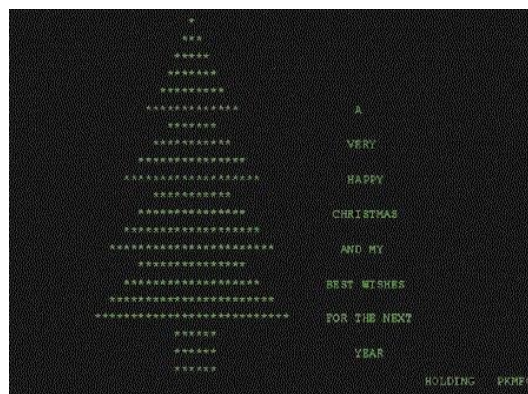 A
VERY
HAPPY
CHRISTMAS
AND MY
BEST WISHES
FOR THE NEXT
YEAR
HOLDING